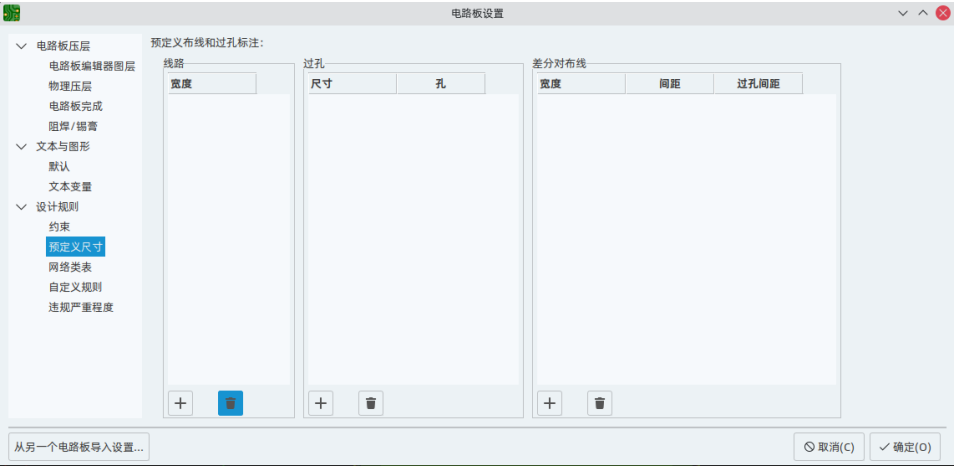 电路板设置
电路板压层
电路板编辑器图层
物理压层
电路板完成
阻焊/锡膏
文本与图形
默认
文本变量
设计规则
约束
预定义尺寸
网络类表
自定义规则
违规严重程度
预定义布线和过孔标注:
线路
宽度
过孔
尺寸 孔
差分对布线
宽度 间距 过孔间距
从另一个电路板导入设置...
取消(C) 确定(O)